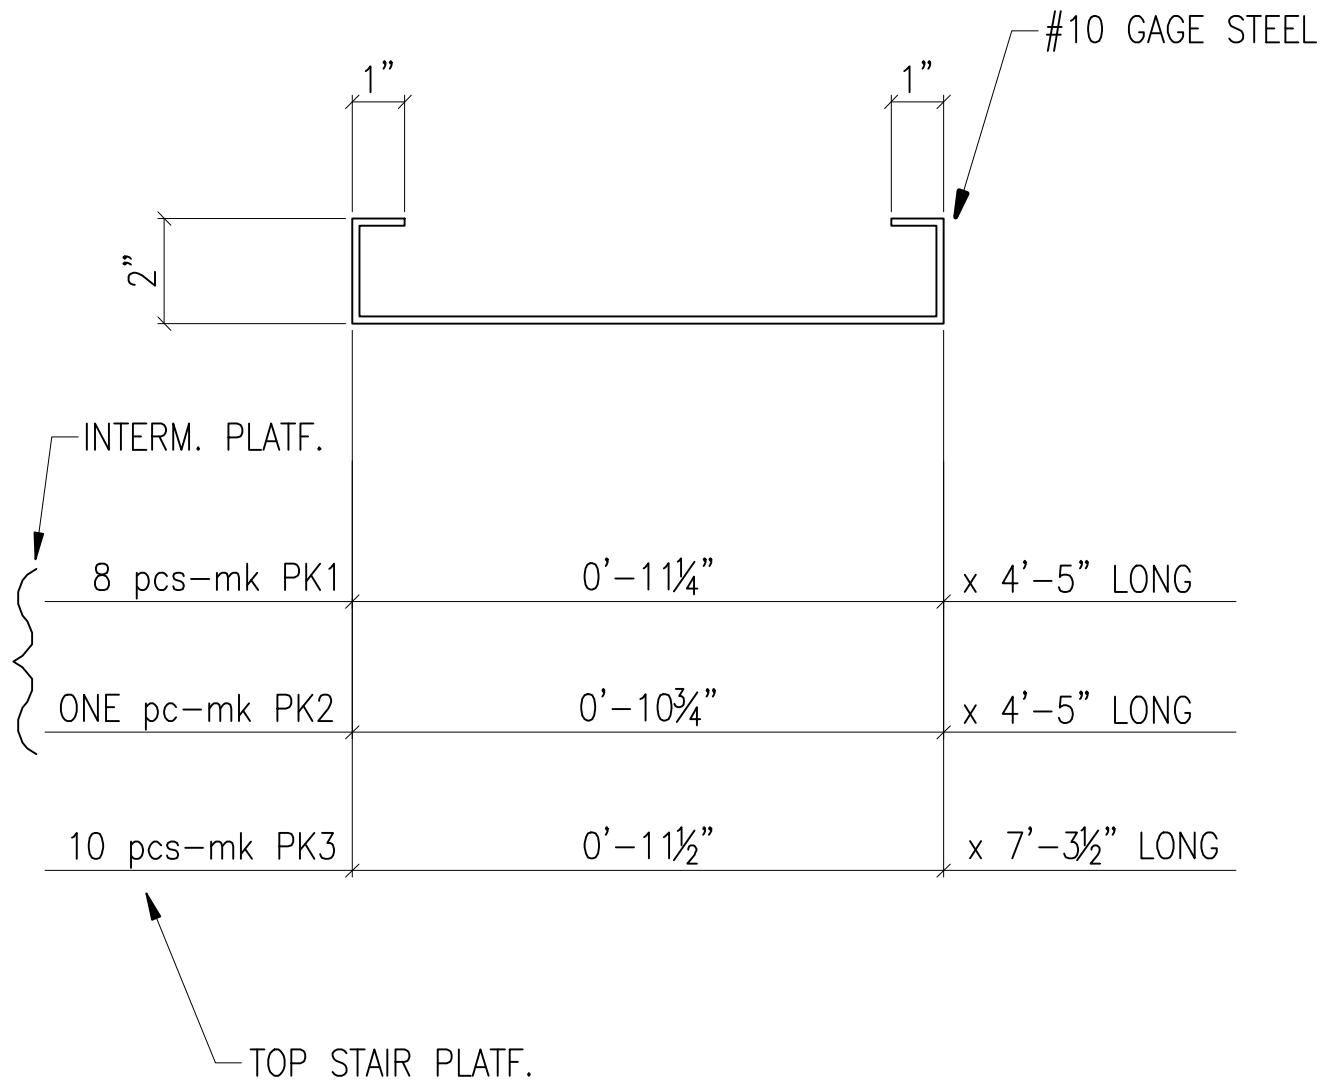 #10 GAGE STEEL
1” 1”
2”
INTERM. PLATF.
8 pcs-mk PK1 0’-11¼” x 4’-5” LONG
ONE pc-mk PK2 0’-10¾” x 4’-5” LONG
10 pcs-mk PK3 0’-11½” x 7’-3½” LONG
TOP STAIR PLATF.